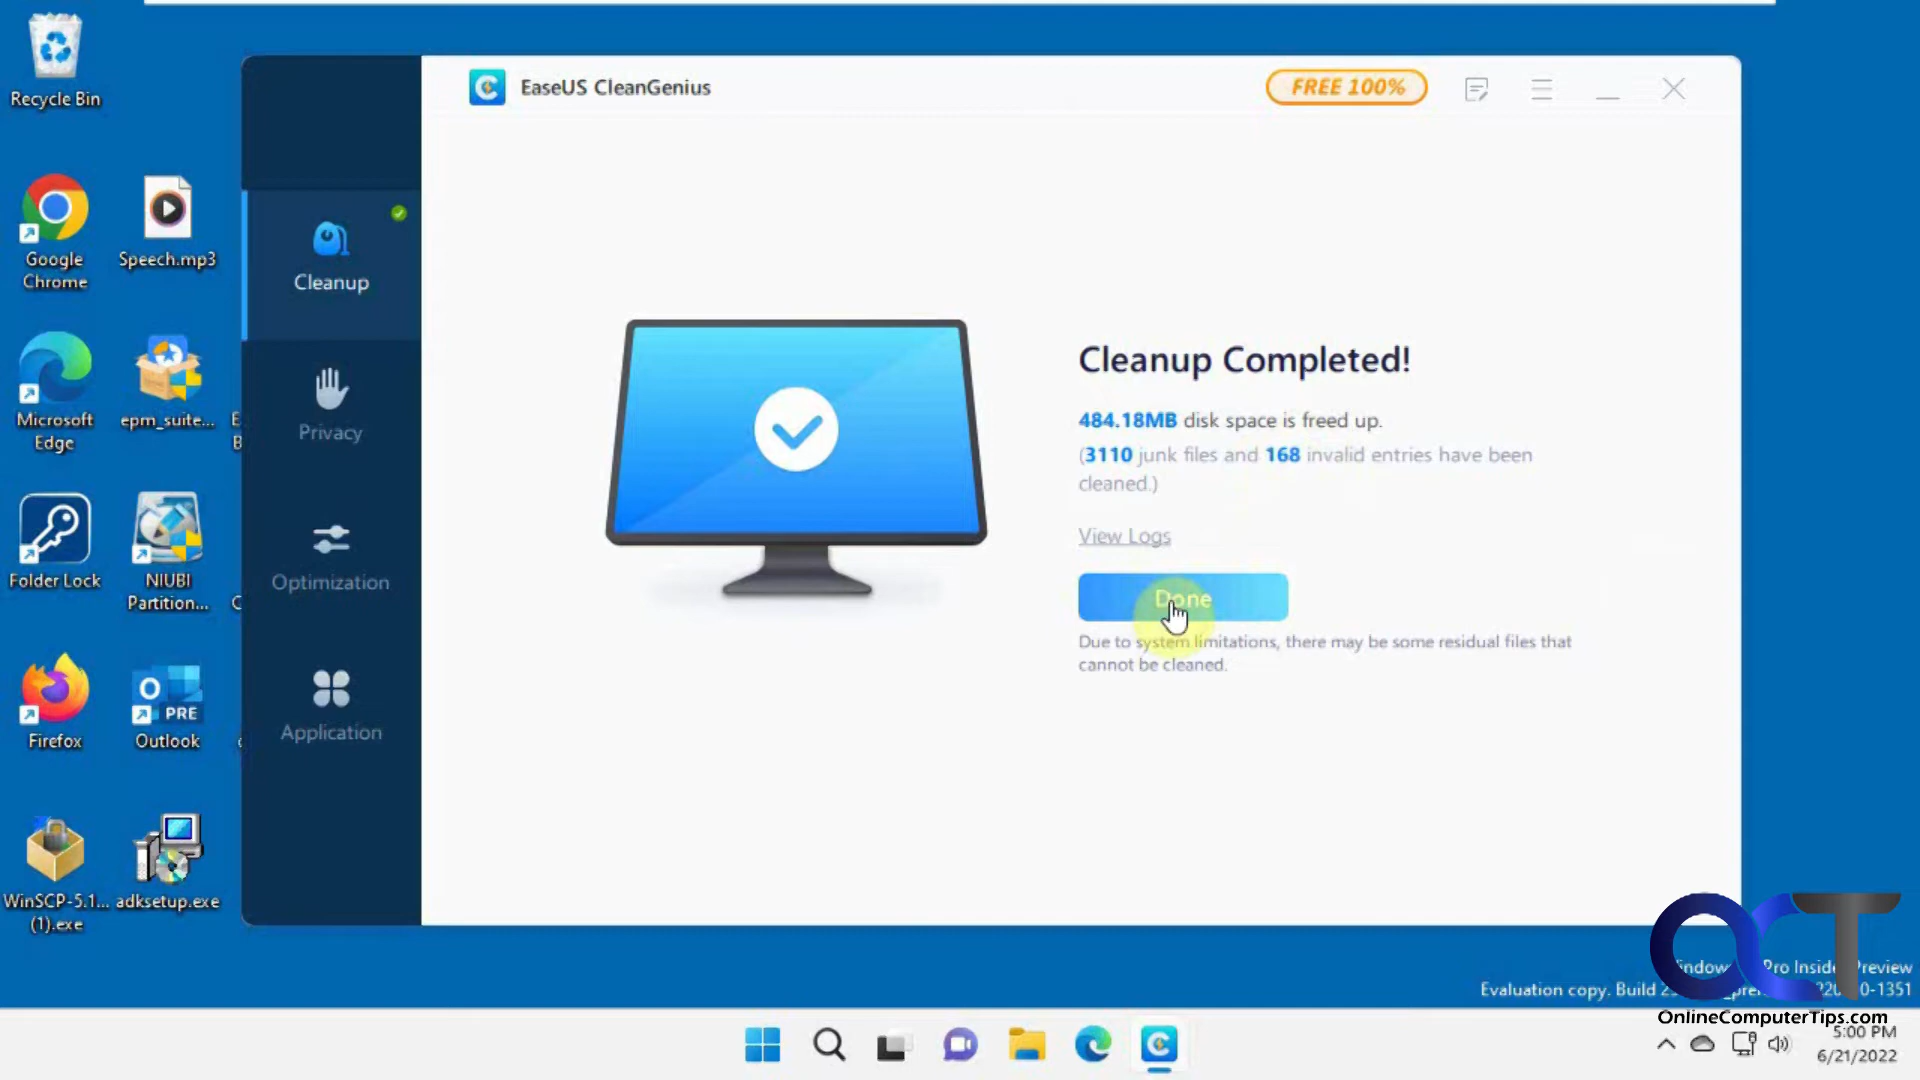 Recycle Bin
Google
Chrome
Speech.mp3
Microsoft
Edge
epm_suite...
Folder Lock
NIUBI
Partition...
Firefox
PRE
Outlook
WinSCP-5.1...
(1).exe
adksetup.exe
EaseUS CleanGenius
FREE 100%
Cleanup
Privacy
Optimization
Application
Cleanup Completed!
484.18MB disk space is freed up.
(3110 junk files and 168 invalid entries have been
cleaned.)
View Logs
Done
Due to system limitations, there may be some residual files that
cannot be cleaned.
Pro Insider Preview
Evaluation copy. Build
OCT
OnlineComputerTips.com
5:00 PM
6/21/2022